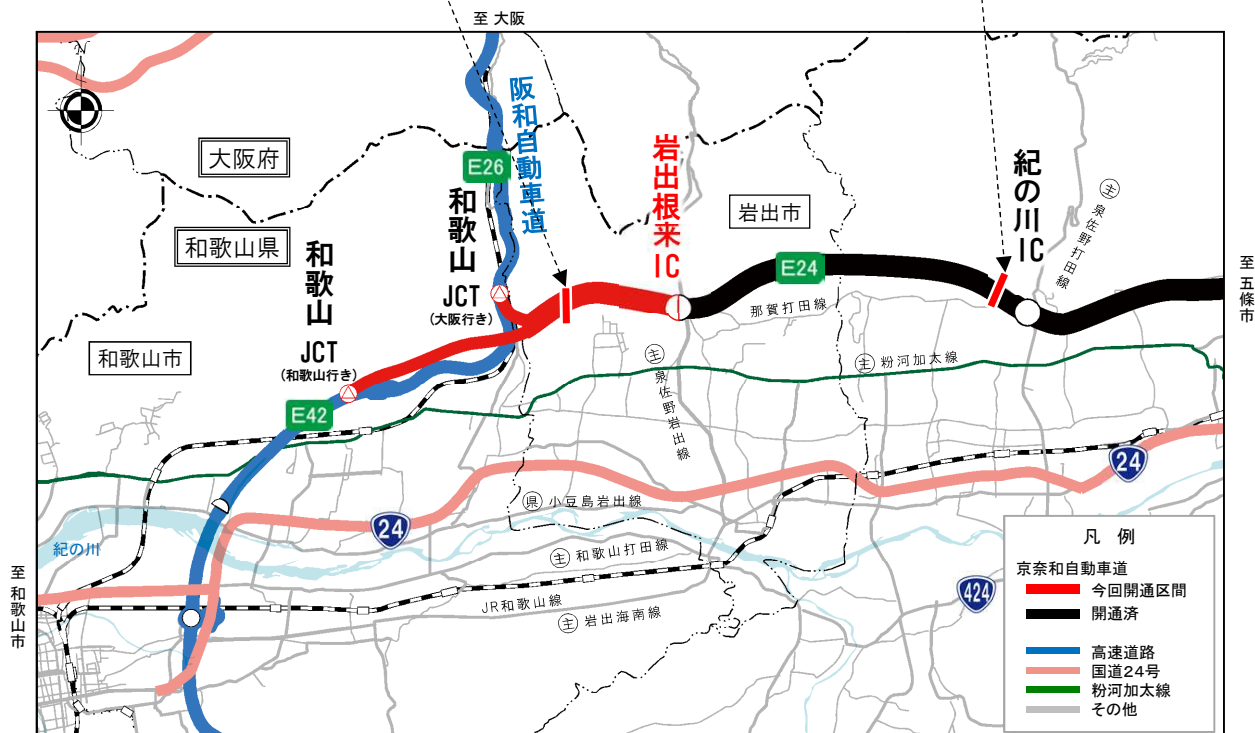 至 大阪
阪和自動車道
大阪府
E26
岩出根来IC
紀の川IC
主 泉佐野打田線
和歌山JCT
(大阪行き)
岩出市
和歌山県
和歌山JCT
(和歌山行き)
E24
至 五條市
那賀打田線
和歌山市
主 泉佐野岩出線
主 粉河加太線
E42
24
県 小豆島岩出線
24
紀の川
主 和歌山打田線
至 和歌山市
JR和歌山線
主 岩出海南線
424
凡 例
京奈和自動車道
今回開通区間
開通済
高速道路
国道24号
粉河加太線
その他